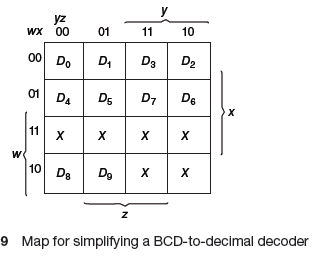 yz
y
wx 00 01 11 10
00 D0 D1 D3 D2
01 D4 D5 D7 D6
x
11 X X X X
w
10 D8 D9 X X
z
9 Map for simplifying a BCD-to-decimal decoder